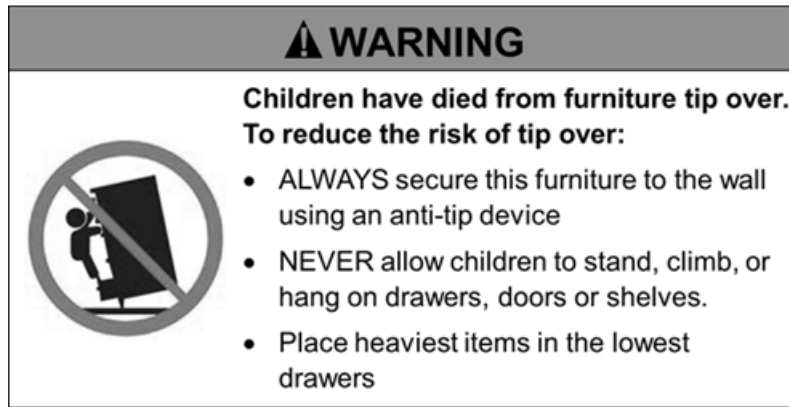 WARNING
Children have died from furniture tip over.
To reduce the risk of tip over:
• ALWAYS secure this furniture to the wall
using an anti-tip device
• NEVER allow children to stand, climb, or
hang on drawers, doors or shelves.
• Place heaviest items in the lowest
drawers